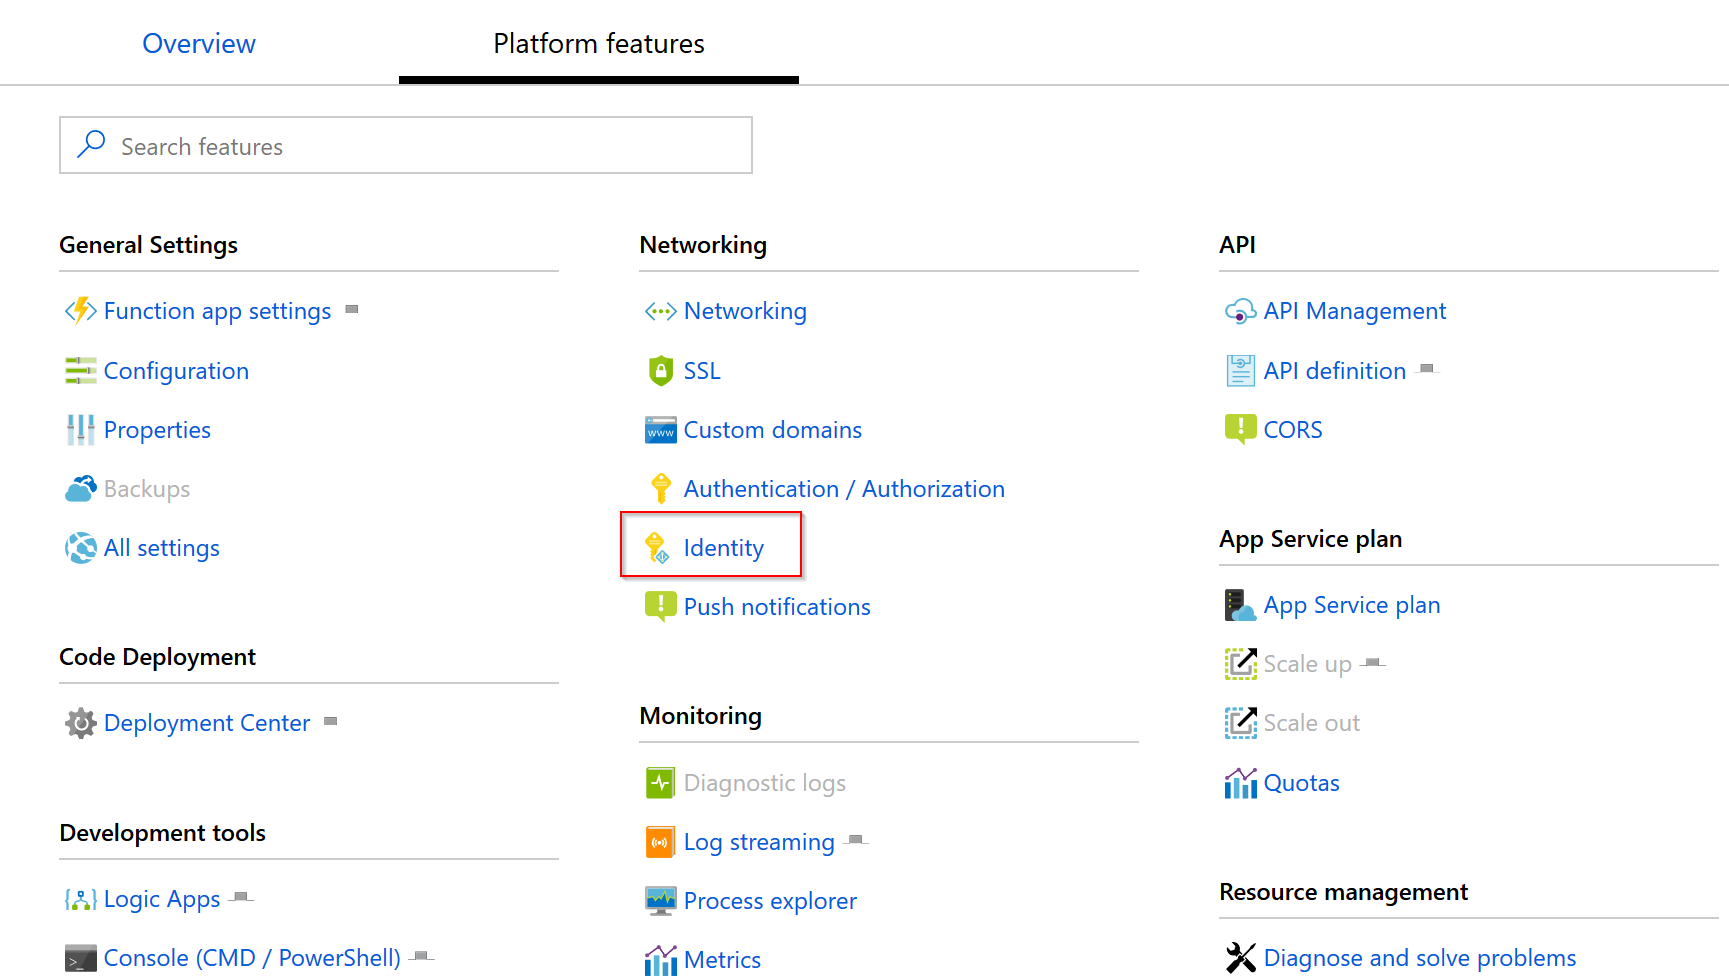 Overview
Platform features
Search features
General Settings
Function app settings
Configuration
Properties
Backups
All settings
Code Deployment
Deployment Center
Development tools
Logic Apps
Console (CMD / PowerShell)
Networking
Networking
SSL
www
Custom domains
Authentication / Authorization
Identity
Push notifications
Monitoring
Diagnostic logs
Log streaming
Process explorer
Metrics
API
API Management
API definition
CORS
App Service plan
App Service plan
Scale up
Scale out
Quotas
Resource management
Diagnose and solve problems